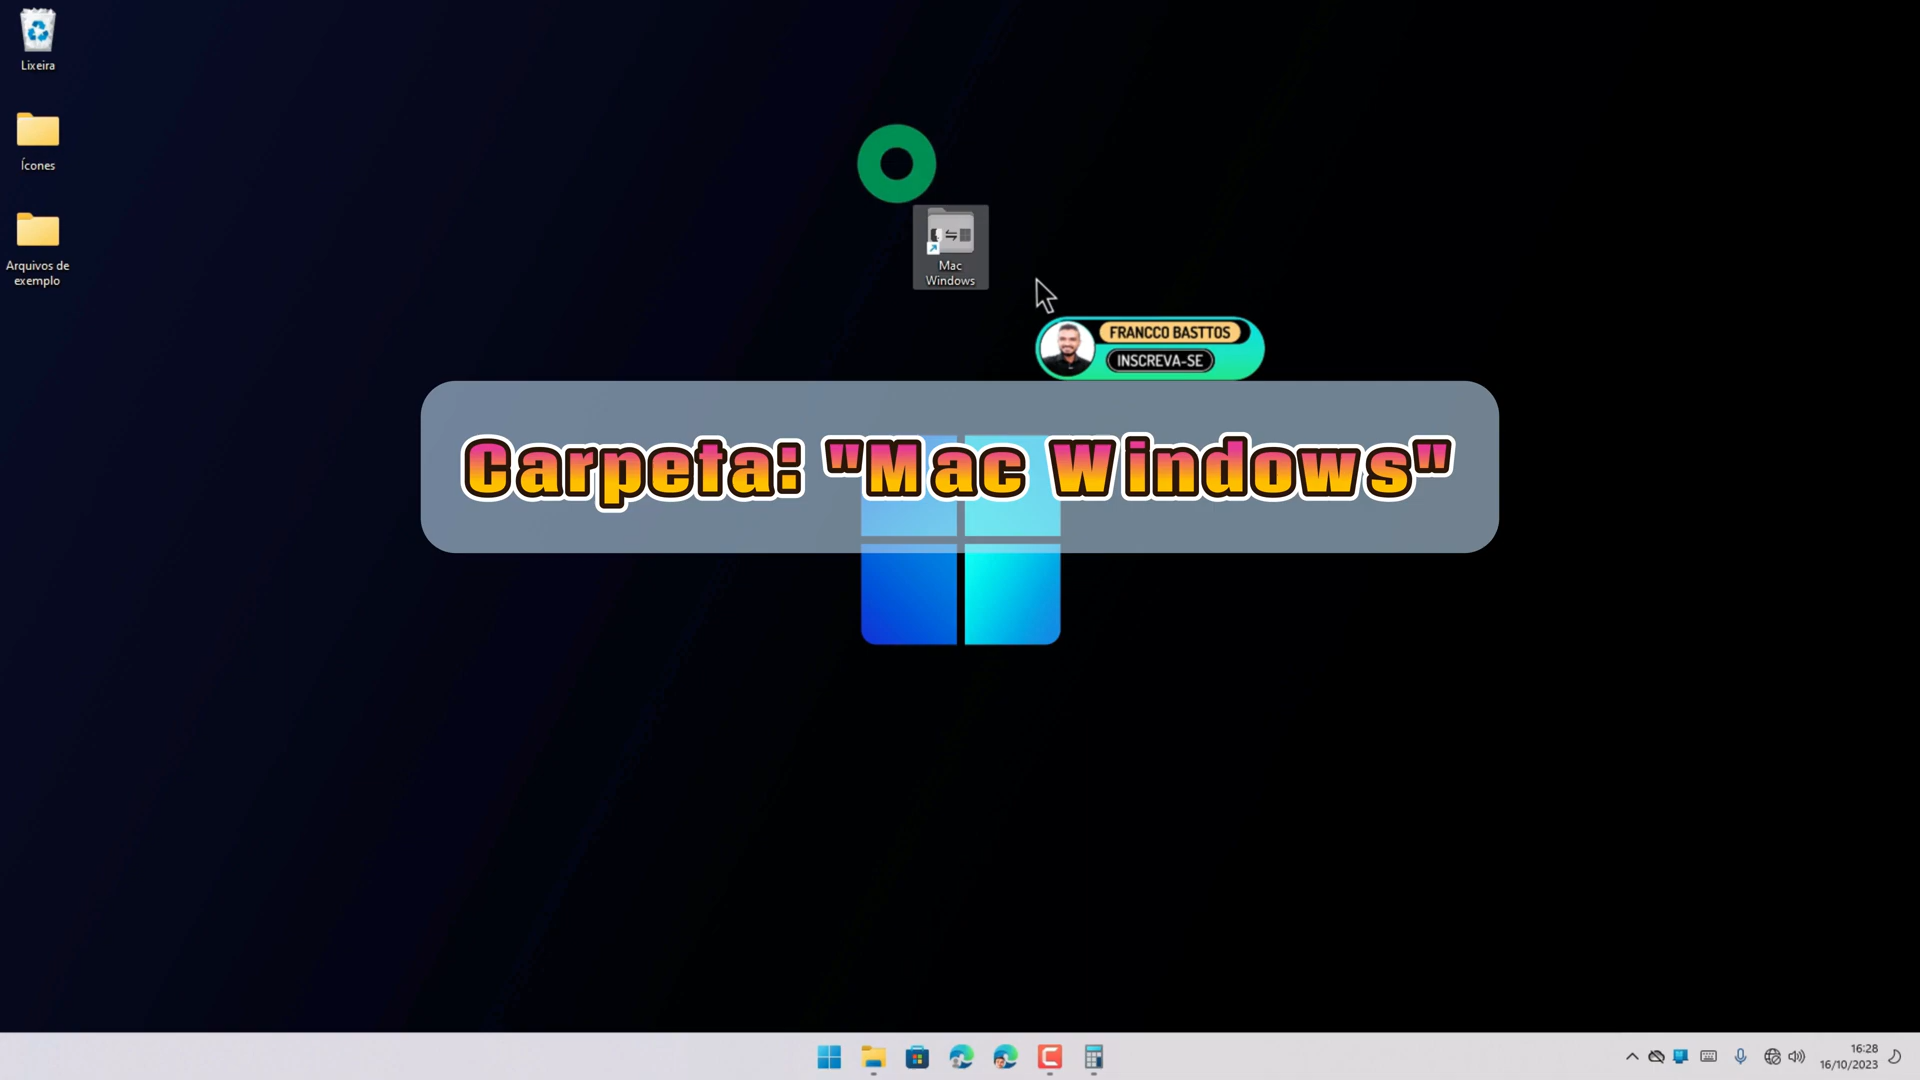 Lixeira
Ícones
Arquivos de
exemplo
Mac
Windows
FRANCCO BASTTOS
INSCREVA-SE
Carpeta: "Mac Windows"
16:28
16/10/2023